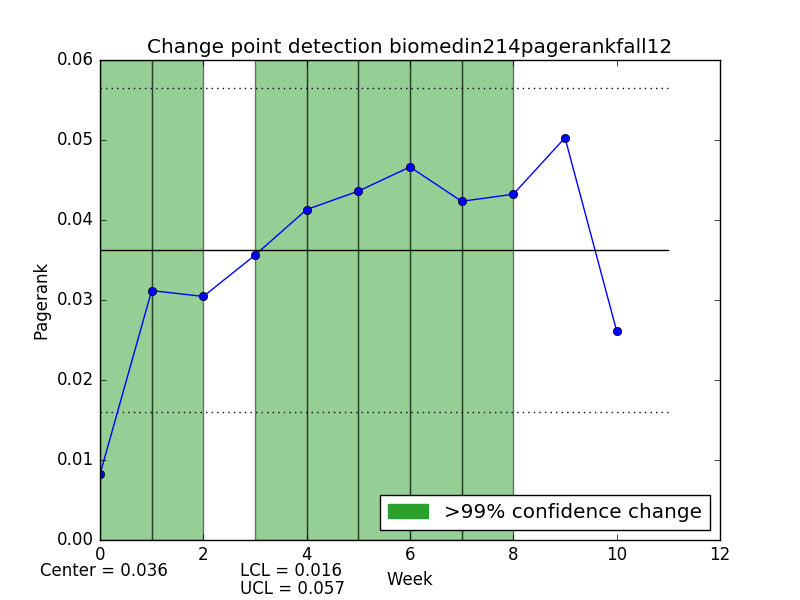 Change point detection biomedin214pagerankfall12
0.06
0.05
0.04
0.03
0.02
0.01
0.00
Pagerank
>99% confidence change
0 2 4 6 8 10 12
Center = 0.036
LCL = 0.016
UCL = 0.057
Week